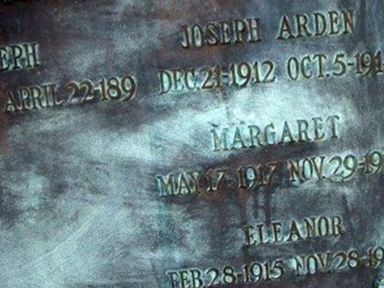 JOSEPH ARDEN
EPH
DEC. 21-1912 OCT. 5-191
APRIL 22-189
MARGARET
MAY 17-1917 NOV. 29-19
ELEANOR
FEB 28-1915 NOV. 28-19